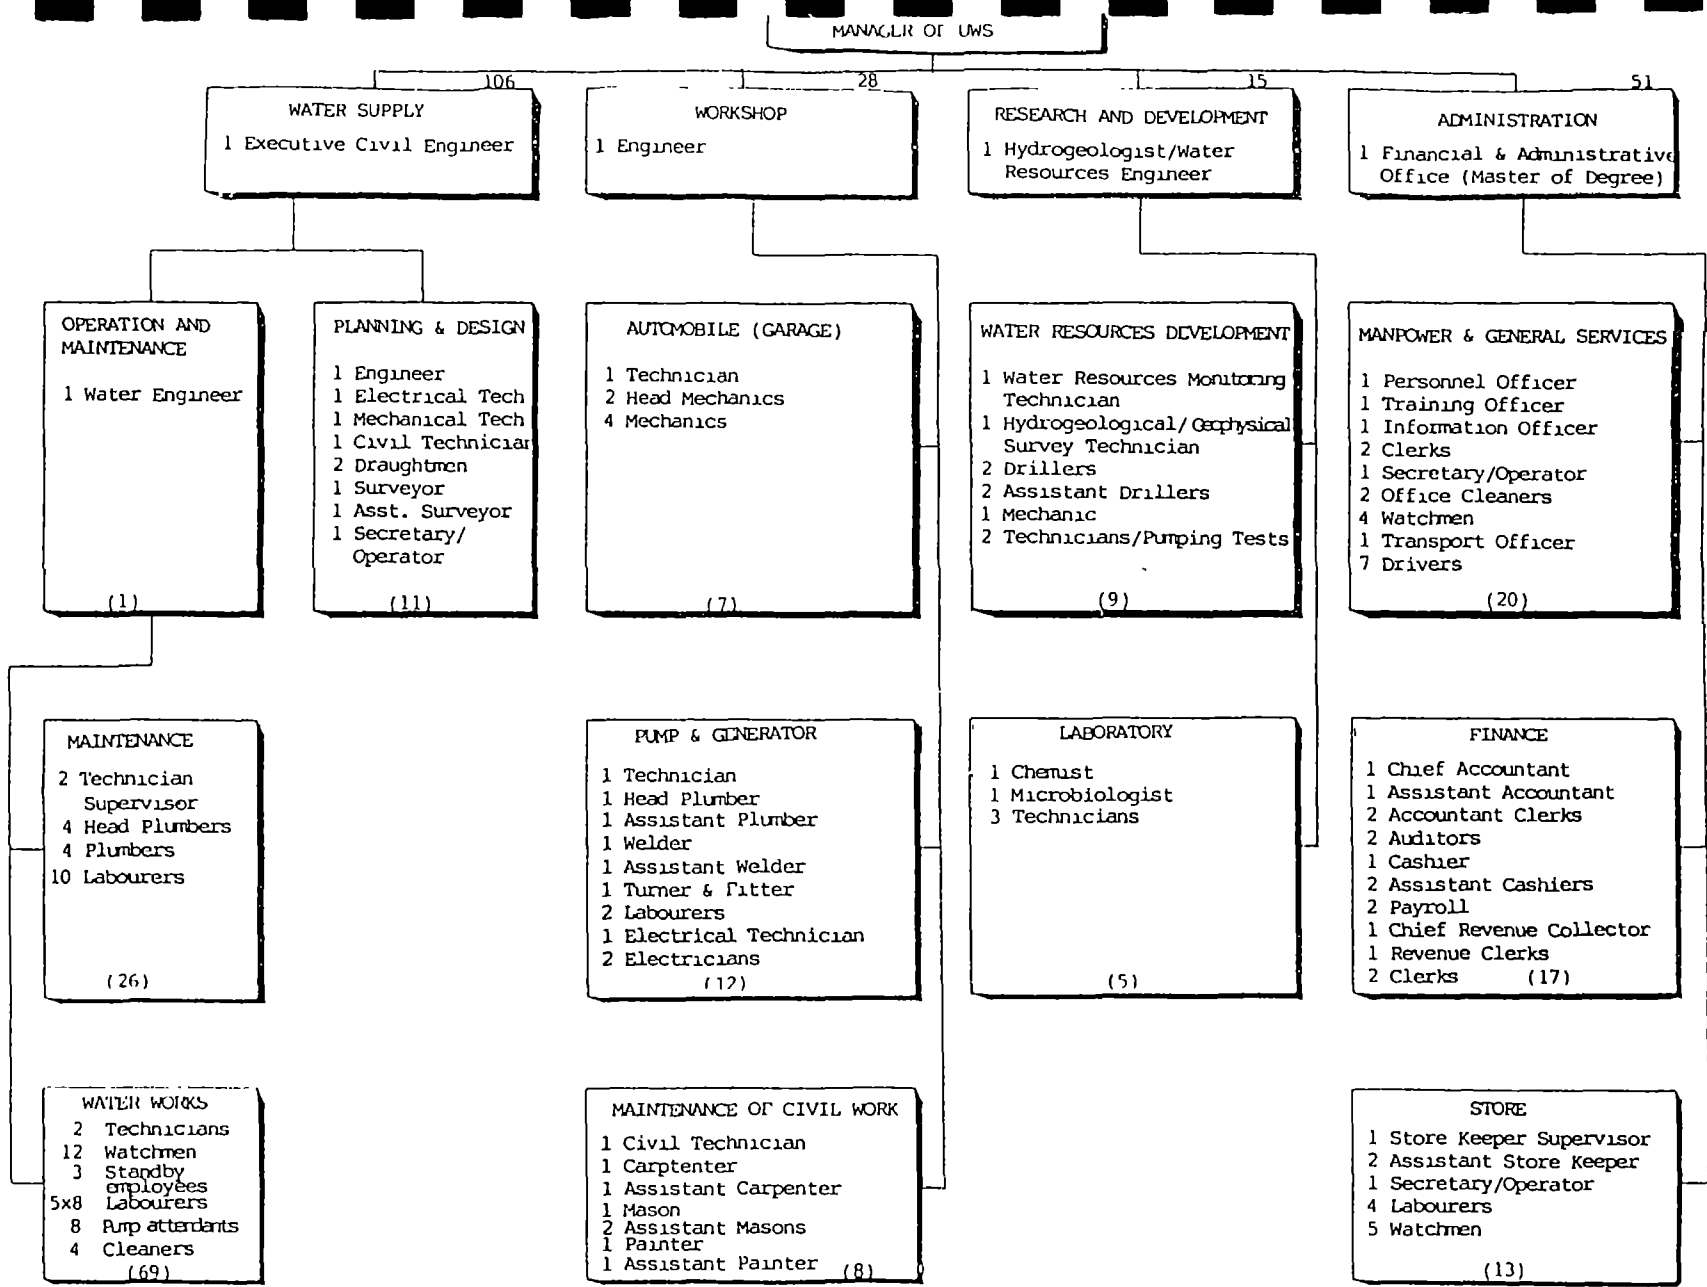 MANAGER OF UWS
106
28
15
51
WATER SUPPLY
1 Executive Civil Engineer
WORKSHOP
1 Engineer
RESEARCH AND DEVELOPMENT
1 Hydrogeologist/Water
Resources Engineer
ADMINISTRATION
1 Financial & Administrative
Office (Master of Degree)
OPERATION AND
MAINTENANCE
1 Water Engineer
(1)
PLANNING & DESIGN
1 Engineer
1 Electrical Tech
1 Mechanical Tech
1 Civil Technician
2 Draughtmen
1 Surveyor
1 Asst. Surveyor
1 Secretary/
Operator
(11)
AUTOMOBILE (GARAGE)
1 Technician
2 Head Mechanics
4 Mechanics
(7)
WATER RESOURCES DEVELOPMENT
1 Water Resources Monitoring
Technician
1 Hydrogeological/Geophysical
Survey Technician
2 Drillers
2 Assistant Drillers
1 Mechanic
2 Technicians/Pumping Tests
(9)
MANPOWER & GENERAL SERVICES
1 Personnel Officer
1 Training Officer
1 Information Officer
2 Clerks
1 Secretary/Operator
2 Office Cleaners
4 Watchmen
1 Transport Officer
7 Drivers
(20)
MAINTENANCE
2 Technician
Supervisor
4 Head Plumbers
4 Plumbers
10 Labourers
(26)
PUMP & GENERATOR
1 Technician
1 Head Plumber
1 Assistant Plumber
1 Welder
1 Assistant Welder
1 Turner & Fitter
2 Labourers
1 Electrical Technician
2 Electricians
(12)
LABORATORY
1 Chemist
1 Microbiologist
3 Technicians
(5)
FINANCE
1 Chief Accountant
1 Assistant Accountant
2 Accountant Clerks
2 Auditors
1 Cashier
2 Assistant Cashiers
2 Payroll
1 Chief Revenue Collector
1 Revenue Clerks
2 Clerks (17)
WATER WORKS
2 Technicians
12 Watchmen
3 Standby
employees
5x8 Labourers
8 Pump attendants
4 Cleaners
(69)
MAINTENANCE OF CIVIL WORK
1 Civil Technician
1 Carptenter
1 Assistant Carpenter
1 Mason
2 Assistant Masons
1 Painter
1 Assistant Painter (8)
STORE
1 Store Keeper Supervisor
2 Assistant Store Keeper
1 Secretary/Operator
4 Labourers
5 Watchmen
(13)